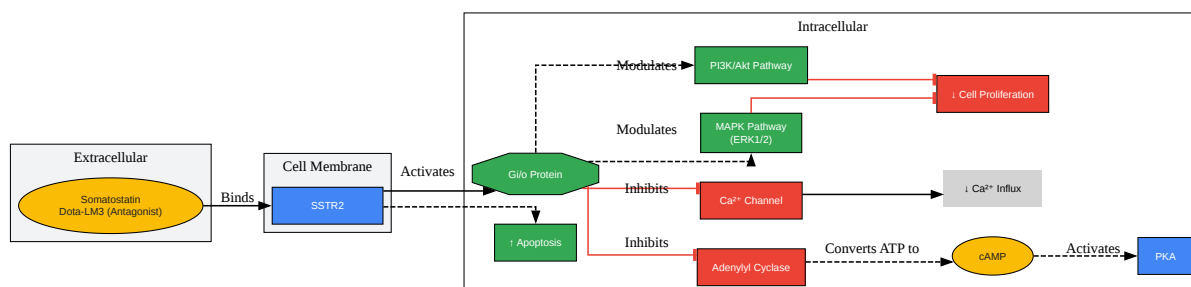 Intracellular
Modulates
PI3K/Akt Pathway
↓ Cell Proliferation
Modulates
MAPK Pathway
(ERK1/2)
Extracellular
Somatostatin
Dota-LM3 (Antagonist)
Binds
Cell Membrane
SSTR2
Activates
Gi/o Protein
Inhibits
Ca²⁺ Channel
↓ Ca²⁺ Influx
↑ Apoptosis
Inhibits
Adenylyl Cyclase
Converts ATP to
cAMP
Activates
PKA